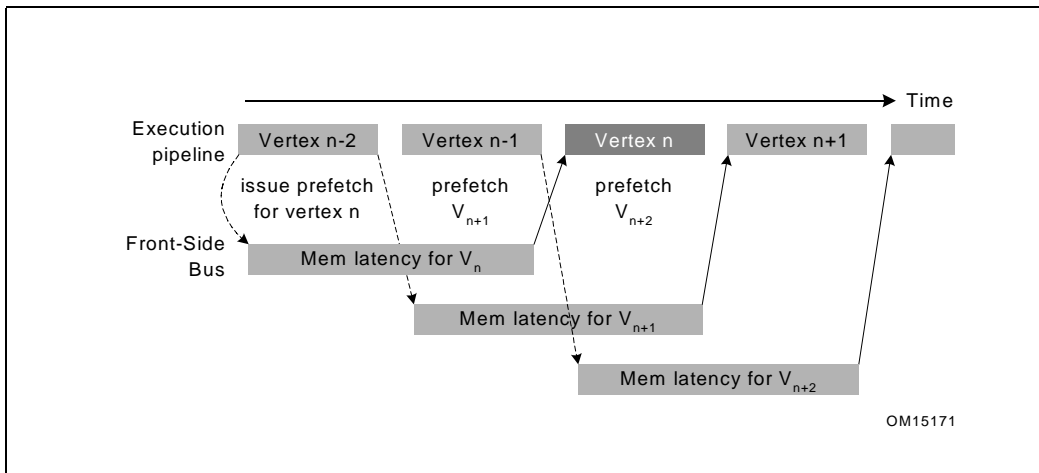 Time
Execution
pipeline
Vertex n-2
Vertex n-1
Vertex n
Vertex n+1
issue prefetch
for vertex n
prefetch
Vn+1
prefetch
Vn+2
Front-Side
Bus
Mem latency for Vn
Mem latency for Vn+1
Mem latency for Vn+2
OM15171